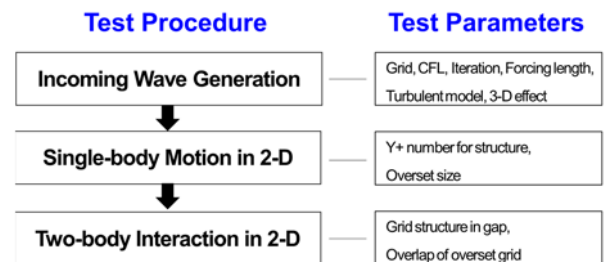 Test Procedure
Test Parameters
Incoming Wave Generation
Grid, CFL, Iteration, Forcing length,
Turbulent model, 3-D effect
Single-body Motion in 2-D
Y+ number for structure,
Overset size
Two-body Interaction in 2-D
Grid structure in gap,
Overlap of overset grid